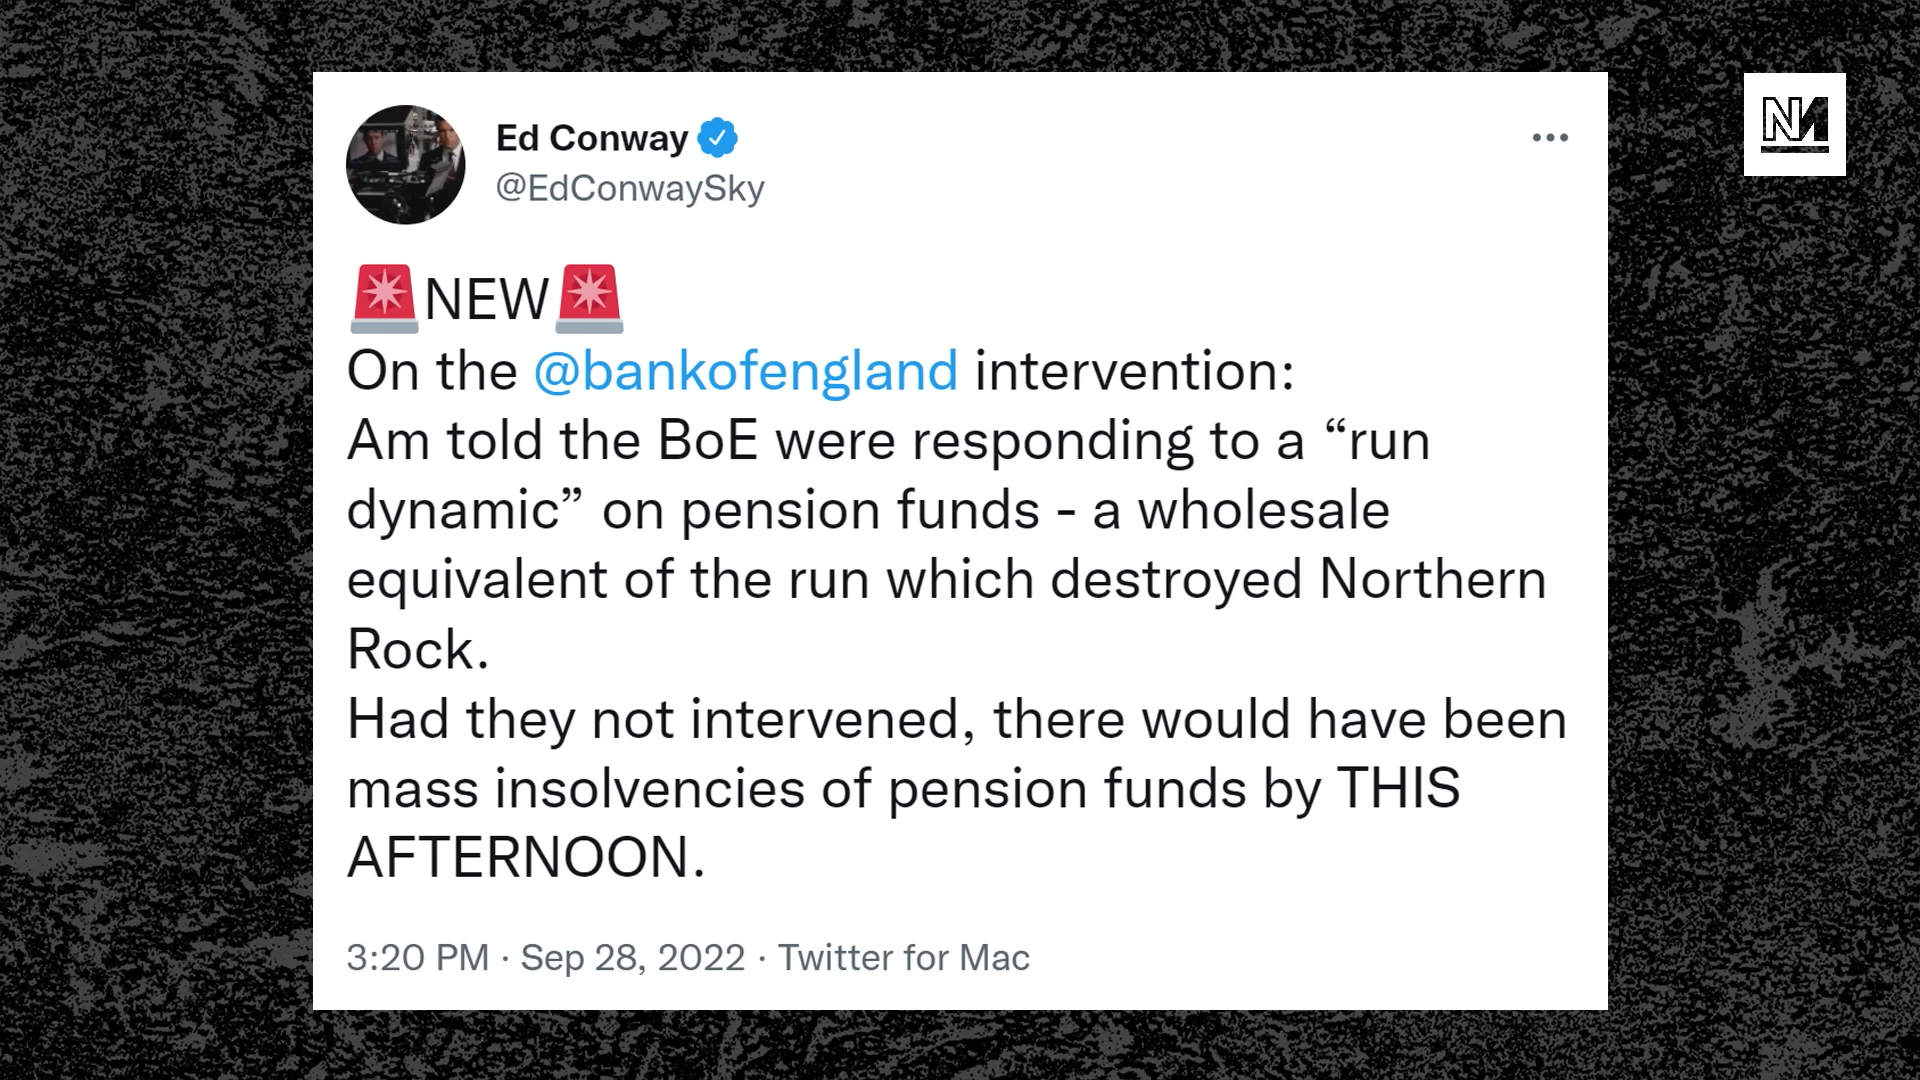 Ed Conway
@EdConwaySky
🚨NEW🚨
On the @bankofengland intervention:
Am told the BoE were responding to a “run
dynamic” on pension funds - a wholesale
equivalent of the run which destroyed Northern
Rock.
Had they not intervened, there would have been
mass insolvencies of pension funds by THIS
AFTERNOON.
3:20 PM · Sep 28, 2022 · Twitter for Mac
NM